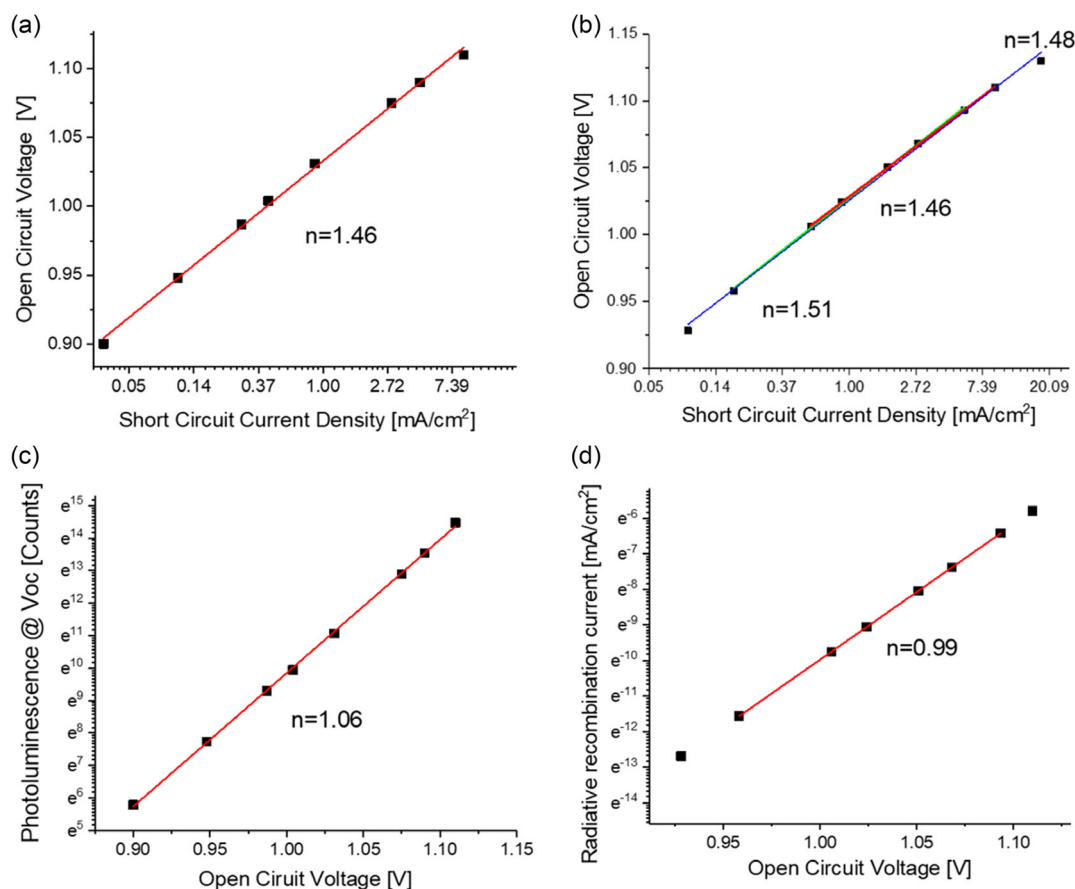 (a)
Open Circuit Voltage [V]
1.10
1.05
1.00
0.95
0.90
n=1.46
0.05 0.14 0.37 1.00 2.72 7.39
Short Circuit Current Density [mA/cm²]
(b)
Open Circuit Voltage [V]
1.15
1.10
1.05
1.00
0.95
0.90
n=1.48
n=1.46
n=1.51
0.05 0.14 0.37 1.00 2.72 7.39 20.09
Short Circuit Current Density [mA/cm²]
(c)
Photoluminescence @ Voc [Counts]
e¹⁵
e¹⁴
e¹³
e¹²
e¹¹
e¹⁰
e⁹
e⁸
e⁷
e⁶
e⁵
n=1.06
0.90 0.95 1.00 1.05 1.10 1.15
Open Ciruit Voltage [V]
(d)
Radiative recombination current [mA/cm²]
e⁻⁶
e⁻⁷
e⁻⁸
e⁻⁹
e⁻¹⁰
e⁻¹¹
e⁻¹²
e⁻¹³
e⁻¹⁴
n=0.99
0.95 1.00 1.05 1.10
Open Circuit Voltage [V]